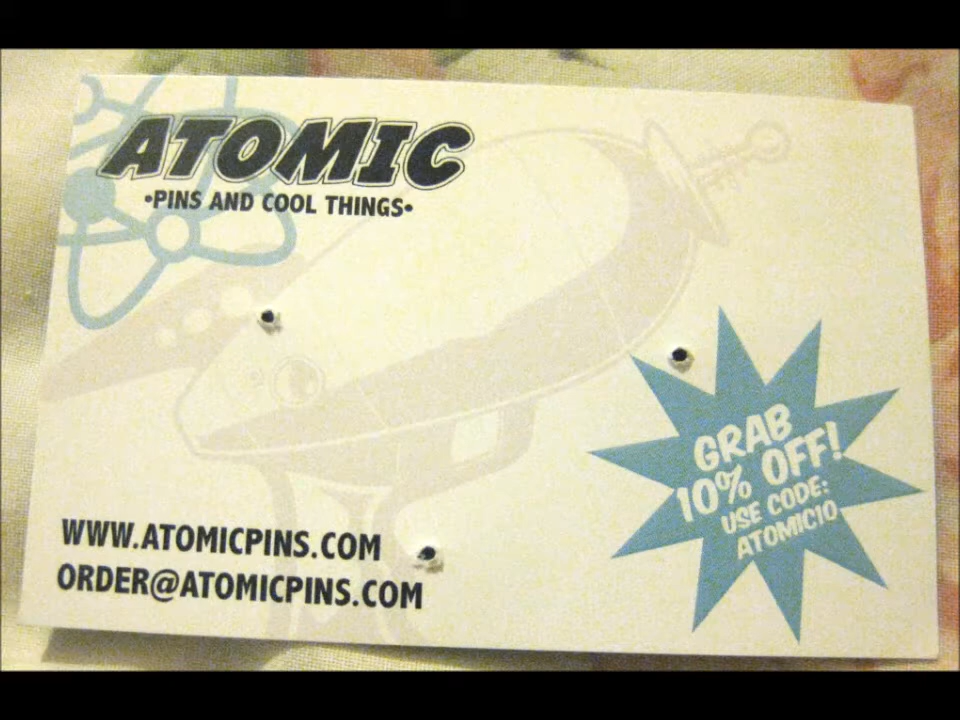 ATOMIC
•PINS AND COOL THINGS•
GRAB
10% OFF!
USE CODE:
ATOMIC10
WWW.ATOMICPINS.COM
ORDER@ATOMICPINS.COM